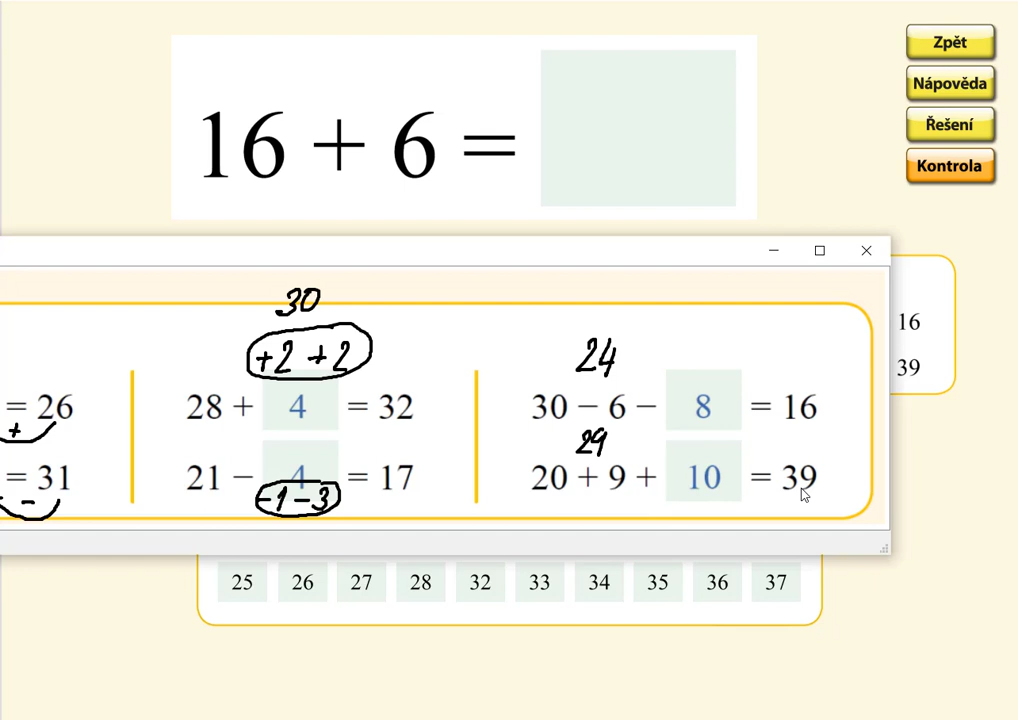 Zpět
Nápověda
Řešení
Kontrola
16 + 6 =
30
+2 +2
24
= 26
28 + 4 = 32
30 − 6 − 8 = 16
+
29
= 31
21 − 4 = 17
20 + 9 + 10 = 39
−
−1 −3
16
39
25 26 27 28 32 33 34 35 36 37